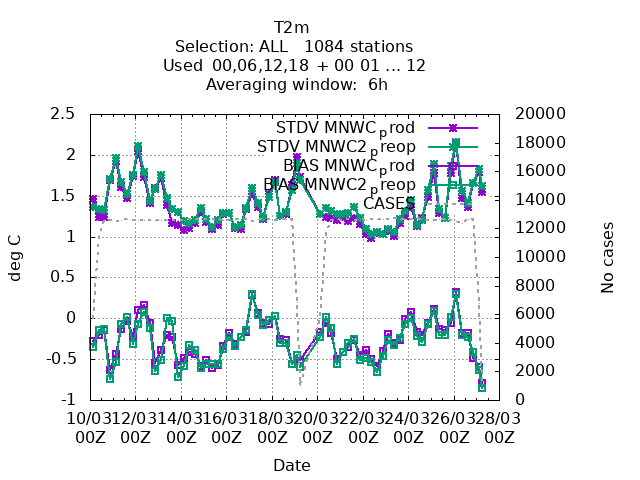 T2m
Selection: ALL   1084 stations
Used  00,06,12,18  + 00 01 ... 12
Averaging window:  6h
2.5
2
1.5
1
0.5
0
-0.5
-1
deg C
20000
18000
16000
14000
12000
10000
8000
6000
4000
2000
0
No cases
STDV MNWC_prod
STDV MNWC2_preop
BIAS MNWC_prod
BIAS MNWC2_preop
CASES
10/03 12/03 14/03 16/03 18/03 20/03 22/03 24/03 26/03 28/03
00Z 00Z 00Z 00Z 00Z 00Z 00Z 00Z 00Z 00Z
Date